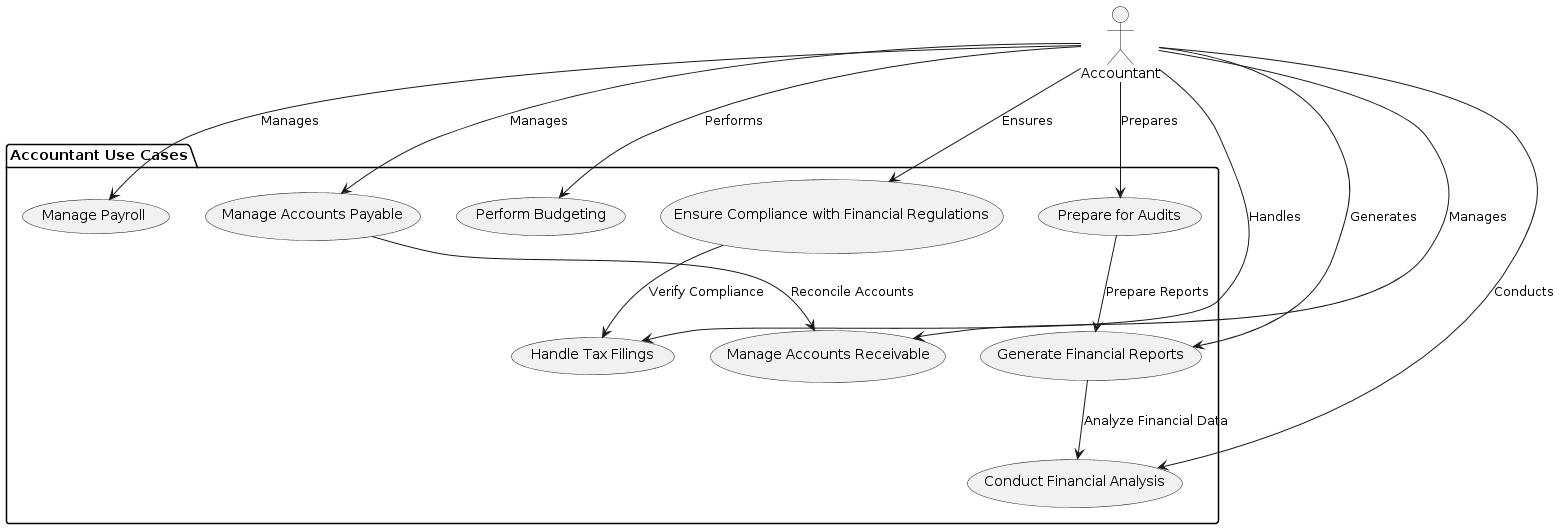 Accountant
Manages
Manages
Performs
Ensures
Prepares
Accountant Use Cases
Manage Payroll
Manage Accounts Payable
Perform Budgeting
Ensure Compliance with Financial Regulations
Prepare for Audits
Handles
Generates
Manages
Verify Compliance
Reconcile Accounts
Prepare Reports
Conducts
Handle Tax Filings
Manage Accounts Receivable
Generate Financial Reports
Analyze Financial Data
Conduct Financial Analysis